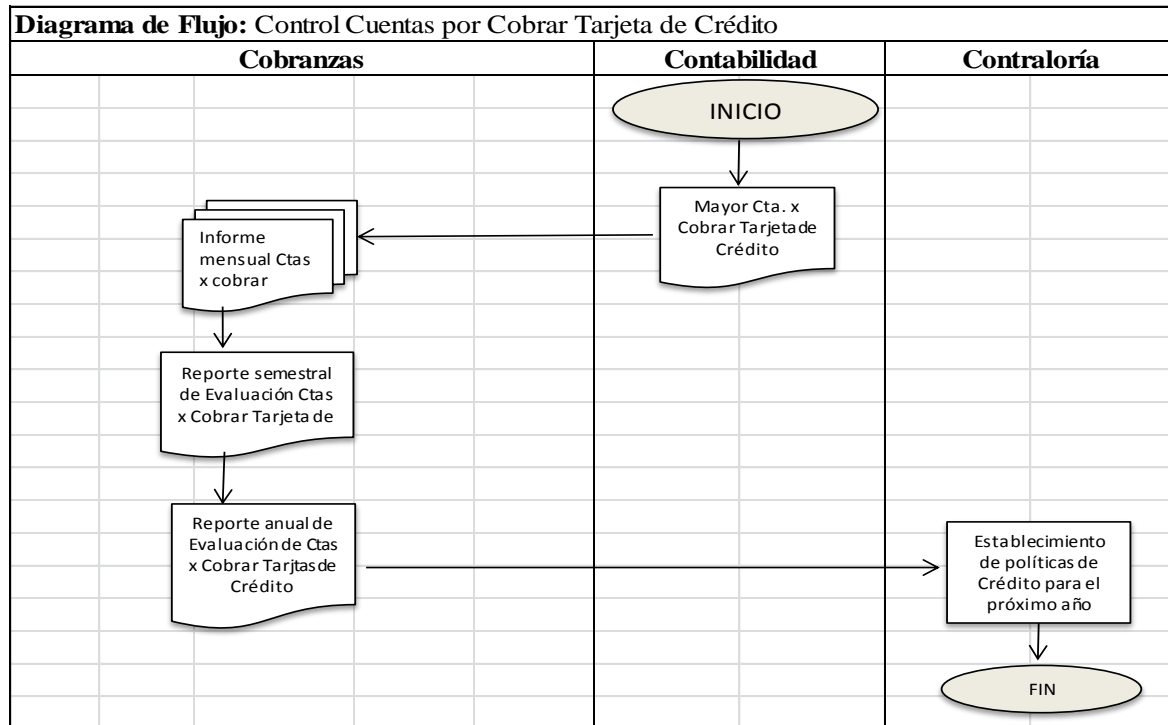 Diagrama de Flujo: Control Cuentas por Cobrar Tarjeta de Crédito
Cobranzas
Contabilidad
Contraloría
INICIO
Mayor Cta. x
Cobrar Tarjeta de
Crédito
Informe
mensual Ctas
x cobrar
Reporte semestral
de Evaluación Ctas
x Cobrar Tarjeta de
Reporte anual de
Evaluación de Ctas
x Cobrar Tarjtas de
Crédito
Establecimiento
de políticas de
Crédito para el
próximo año
FIN